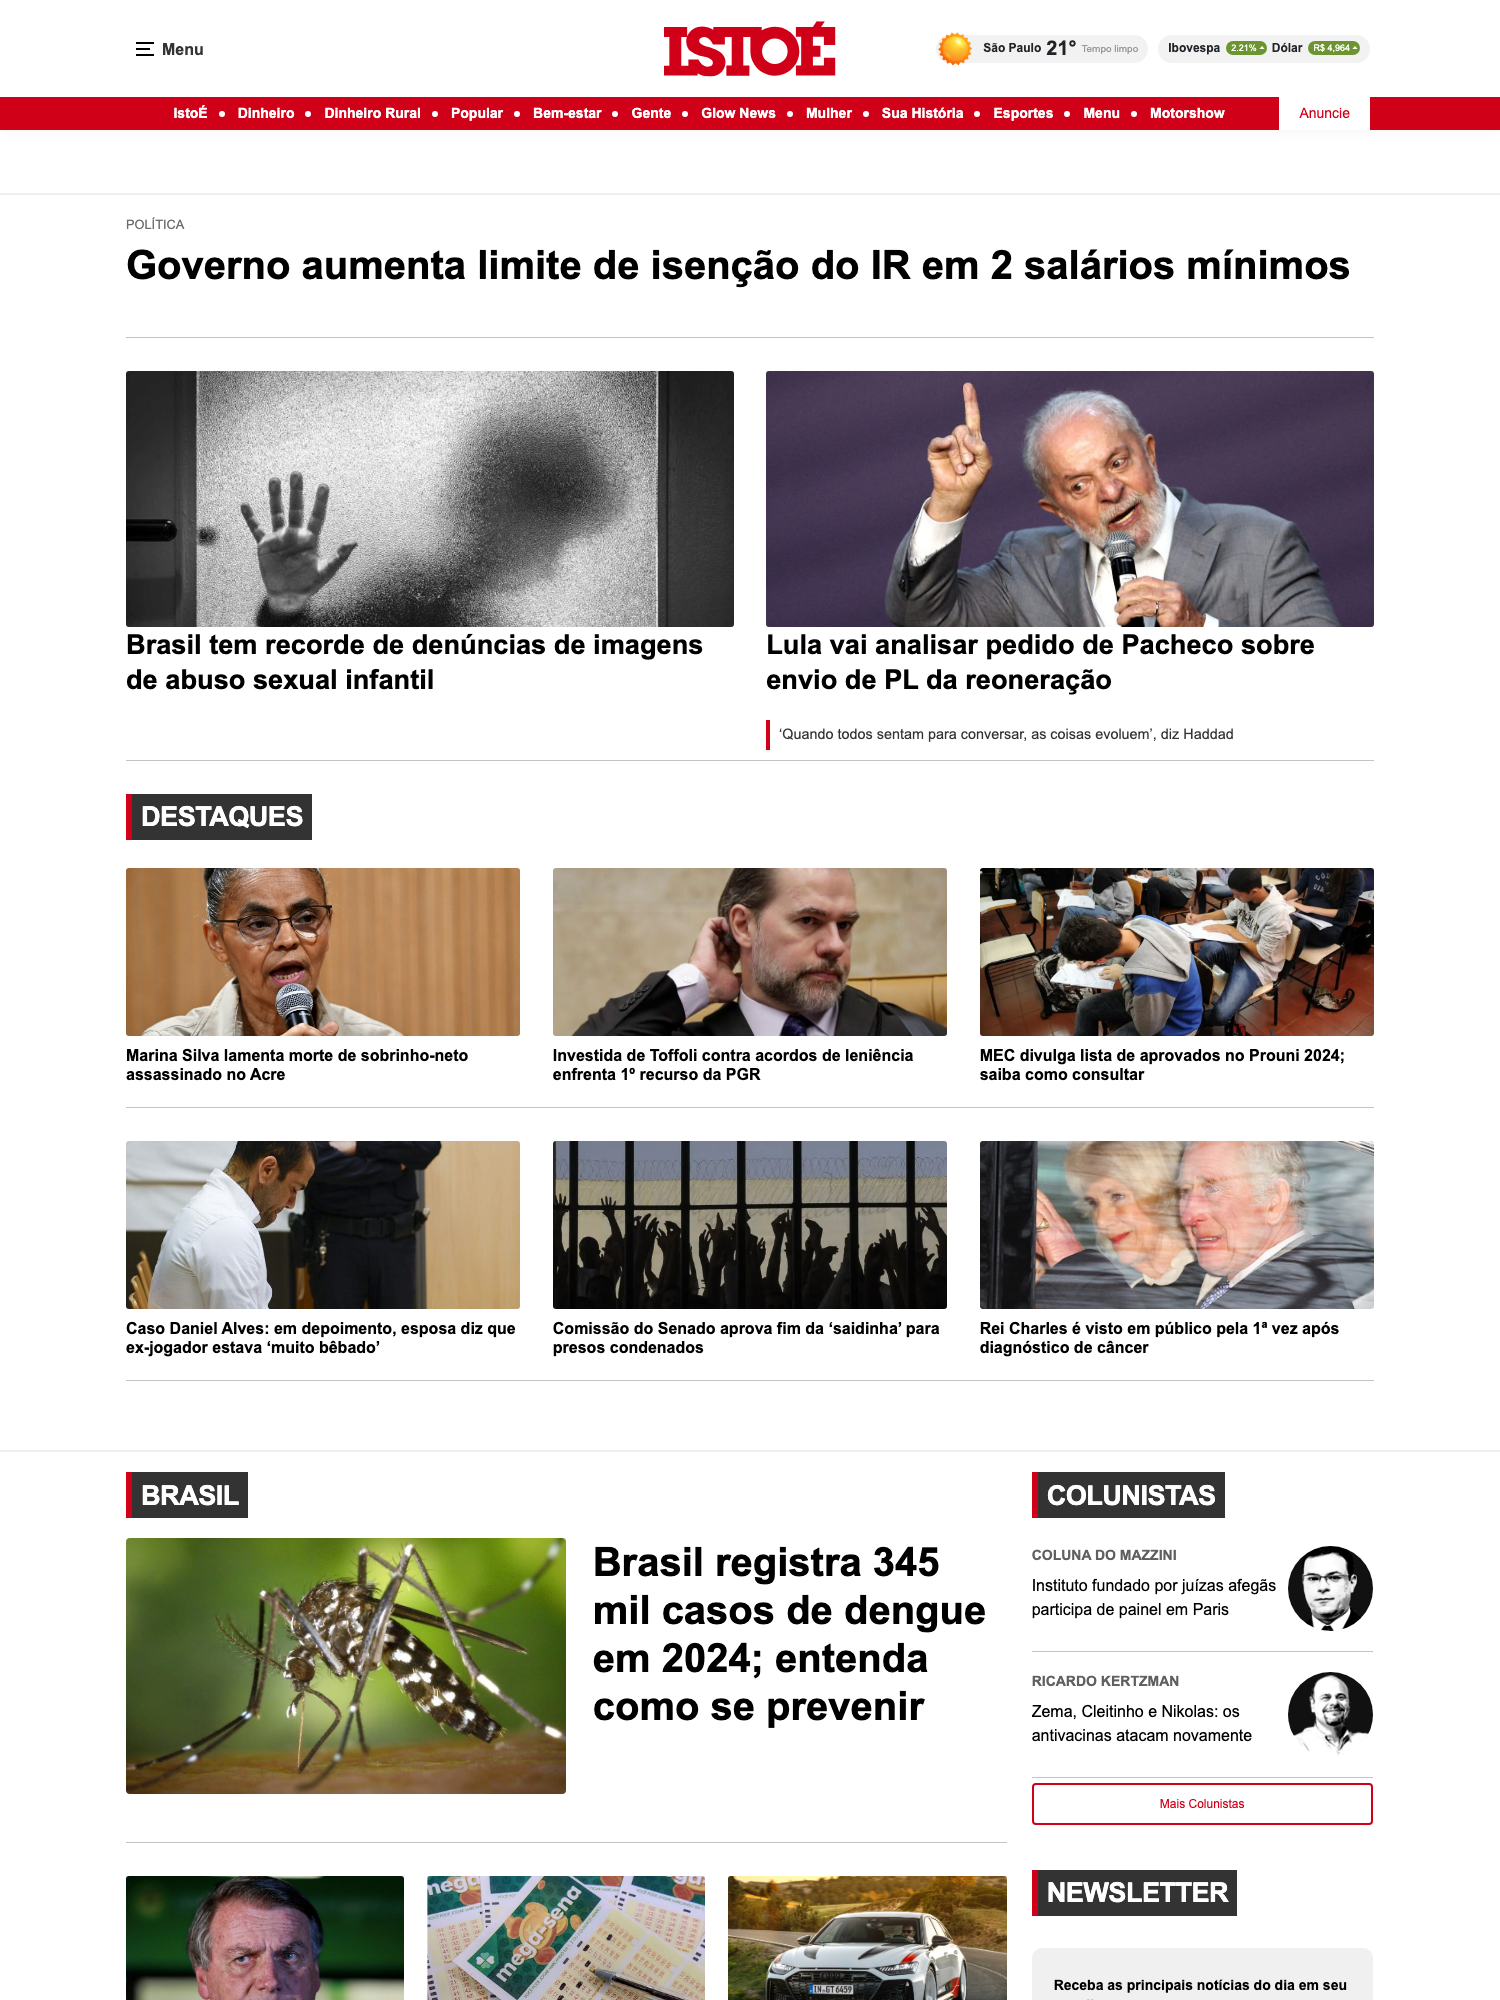 Menu
ISTOÉ
São Paulo 21° Tempo limpo
Ibovespa 2.21% Dólar R$ 4,964
IstoÉ • Dinheiro • Dinheiro Rural • Popular • Bem-estar • Gente • Glow News • Mulher • Sua História • Esportes • Menu • Motorshow
Anuncie
POLÍTICA
Governo aumenta limite de isenção do IR em 2 salários mínimos
Brasil tem recorde de denúncias de imagens
de abuso sexual infantil
Lula vai analisar pedido de Pacheco sobre
envio de PL da reoneração
‘Quando todos sentam para conversar, as coisas evoluem’, diz Haddad
DESTAQUES
Marina Silva lamenta morte de sobrinho-neto
assassinado no Acre
Investida de Toffoli contra acordos de leniência
enfrenta 1º recurso da PGR
MEC divulga lista de aprovados no Prouni 2024;
saiba como consultar
Caso Daniel Alves: em depoimento, esposa diz que
ex-jogador estava ‘muito bêbado’
Comissão do Senado aprova fim da ‘saidinha’ para
presos condenados
Rei Charles é visto em público pela 1ª vez após
diagnóstico de câncer
BRASIL
Brasil registra 345
mil casos de dengue
em 2024; entenda
como se prevenir
COLUNISTAS
COLUNA DO MAZZINI
Instituto fundado por juízas afegãs
participa de painel em Paris
RICARDO KERTZMAN
Zema, Cleitinho e Nikolas: os
antivacinas atacam novamente
Mais Colunistas
mega-sena
IN GT 6459
NEWSLETTER
Receba as principais notícias do dia em seu